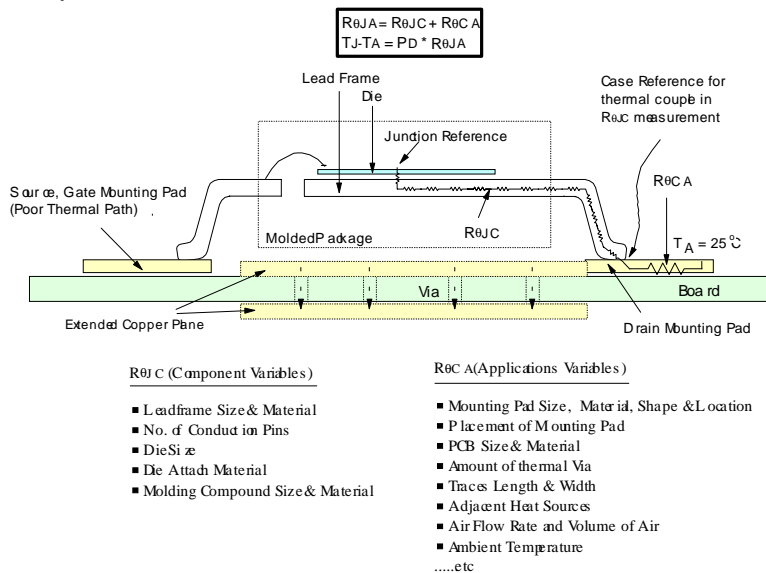 RθJA = RθJC + RθCA
TJ-TA = PD * RθJA
Lead Frame
Die
Case Reference for
thermal couple in
RθJC measurement
Junction Reference
Source, Gate Mounting Pad
(Poor Thermal Path)
RθCA
RθJC
TA = 25°C
Molded Package
Via
Board
Extended Copper Plane
Drain Mounting Pad
RθJC (Component Variables)
■ Leadframe Size & Material
■ No. of Conduction Pins
■ Die Size
■ Die Attach Material
■ Molding Compound Size & Material
RθCA (Applications Variables)
■ Mounting Pad Size, Material, Shape & Location
■ Placement of Mounting Pad
■ PCB Size & Material
■ Amount of thermal Via
■ Traces Length & Width
■ Adjacent Heat Sources
■ Air Flow Rate and Volume of Air
■ Ambient Temperature
.....etc